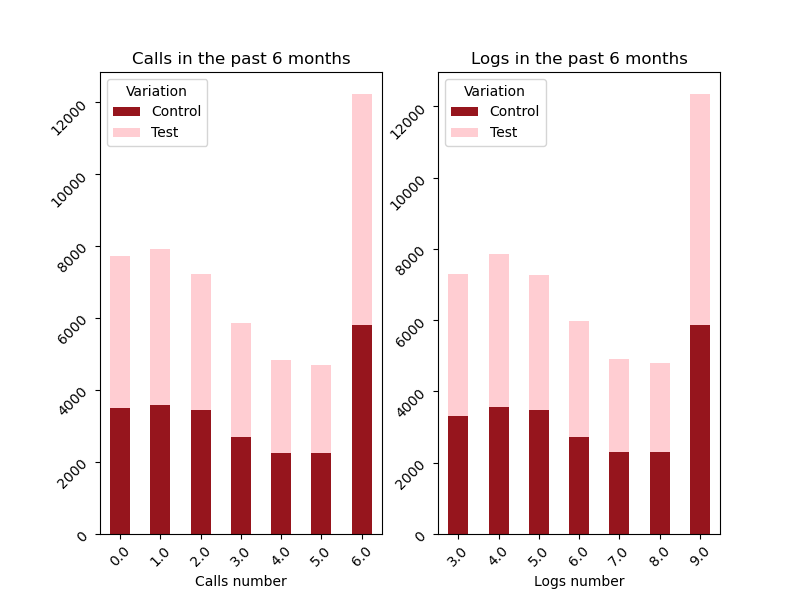 Calls in the past 6 months
Variation
Control
Test
12000
10000
8000
6000
4000
2000
0
0.0 1.0 2.0 3.0 4.0 5.0 6.0
Calls number
Logs in the past 6 months
Variation
Control
Test
12000
10000
8000
6000
4000
2000
0
3.0 4.0 5.0 6.0 7.0 8.0 9.0
Logs number